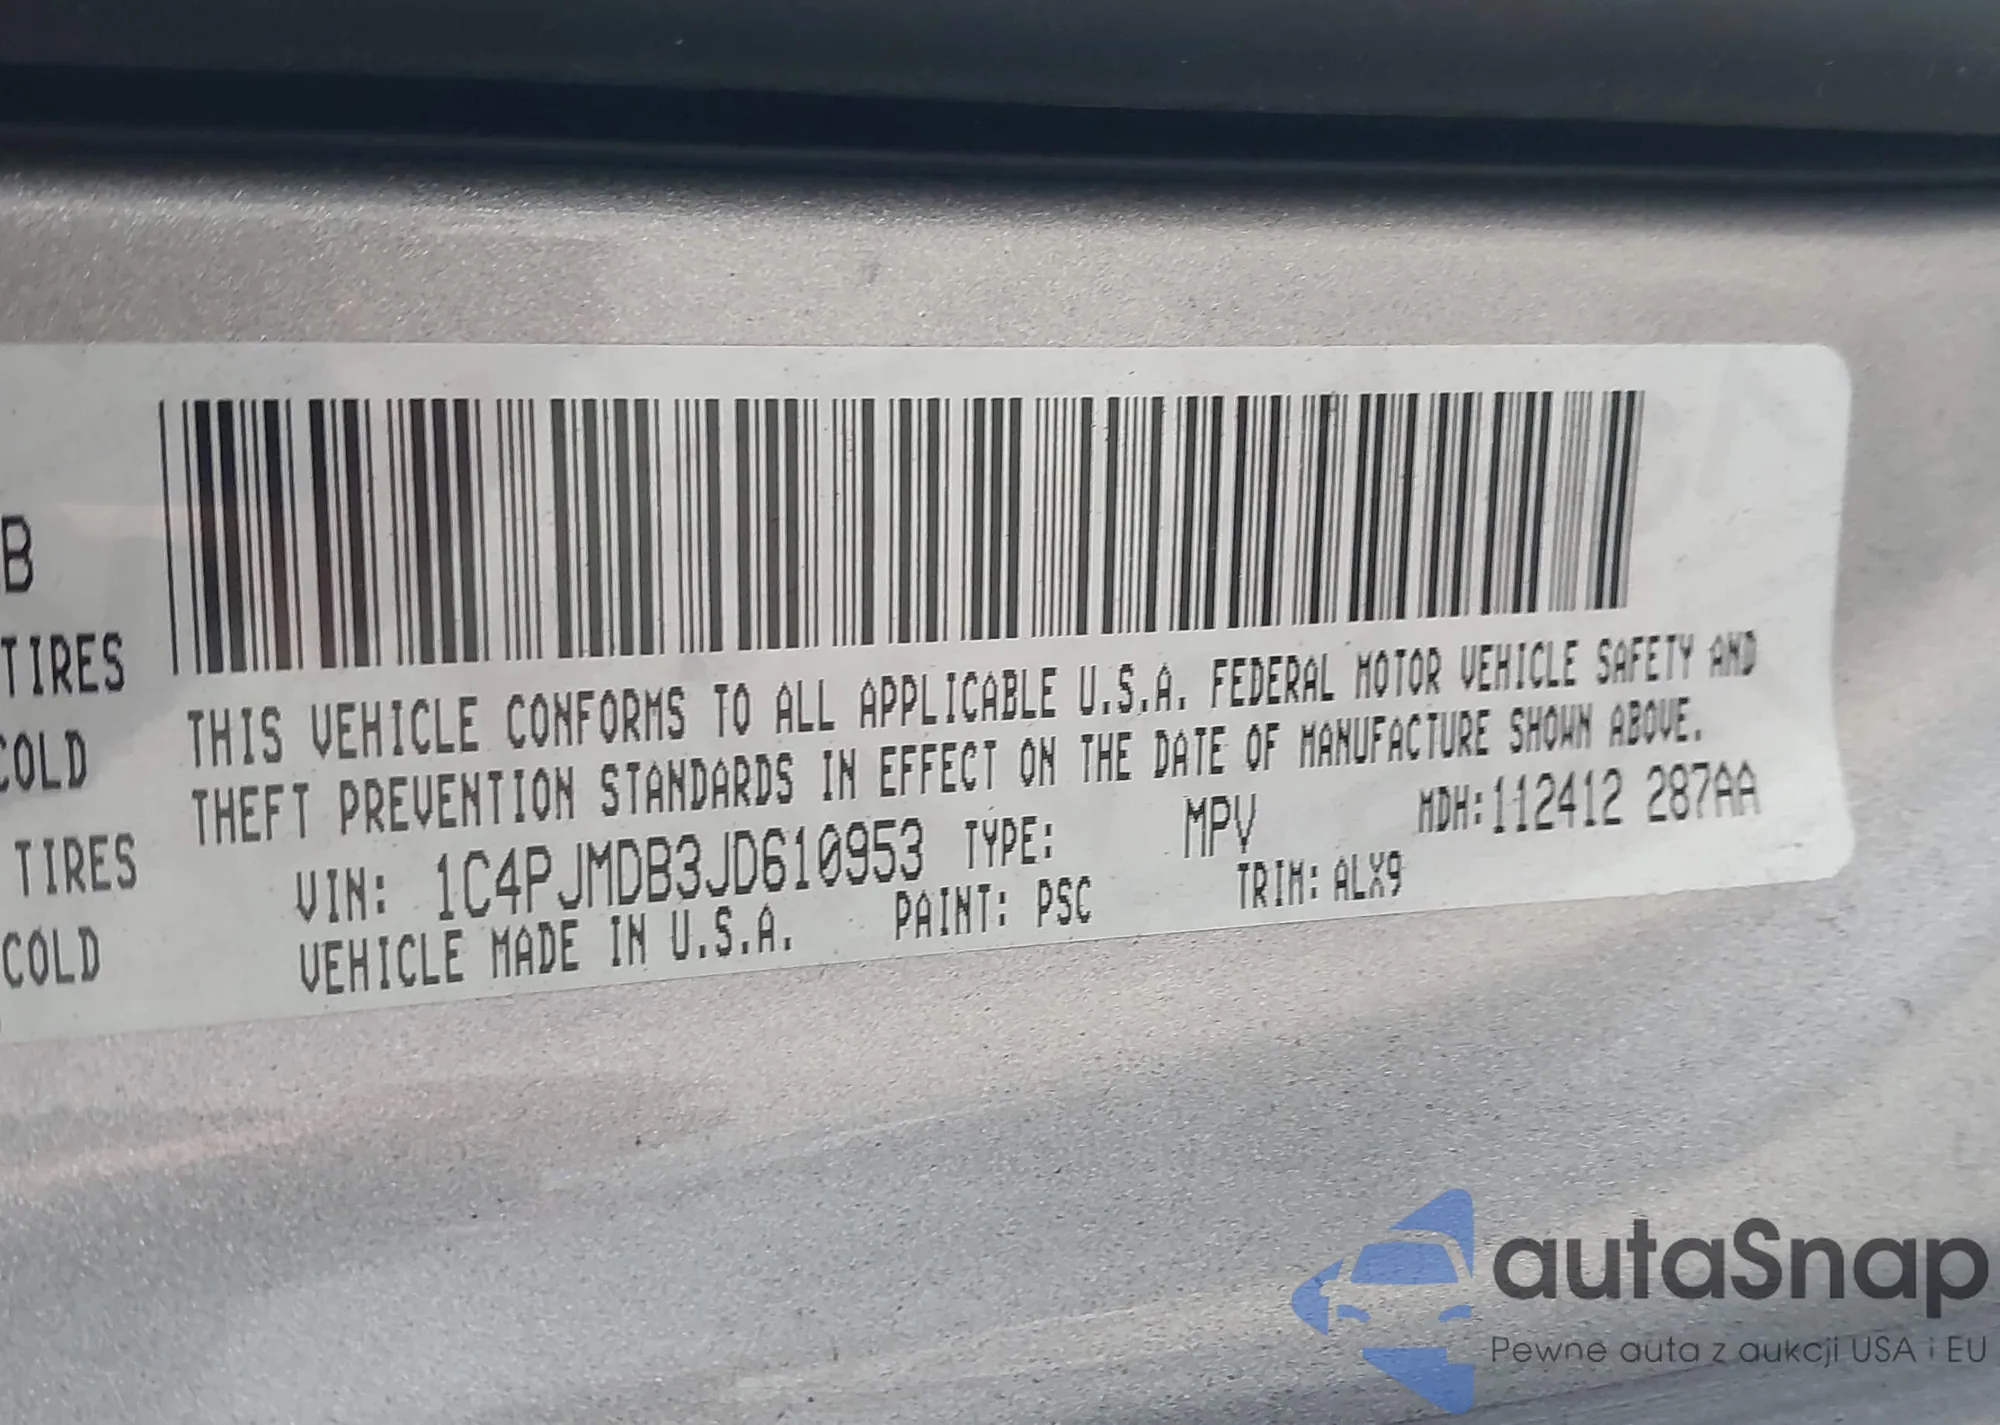 B
TIRES
COLD
TIRES
COLD
THIS VEHICLE CONFORMS TO ALL APPLICABLE U.S.A. FEDERAL MOTOR VEHICLE SAFETY AND
THEFT PREVENTION STANDARDS IN EFFECT ON THE DATE OF MANUFACTURE SHOWN ABOVE.
VIN: 1C4PJMDB3JD610953 TYPE: MPV MDH:112412 287AA
VEHICLE MADE IN U.S.A. PAINT: PSC TRIM: ALX9
autaSnap
Pewne auta z aukcji USA i EU